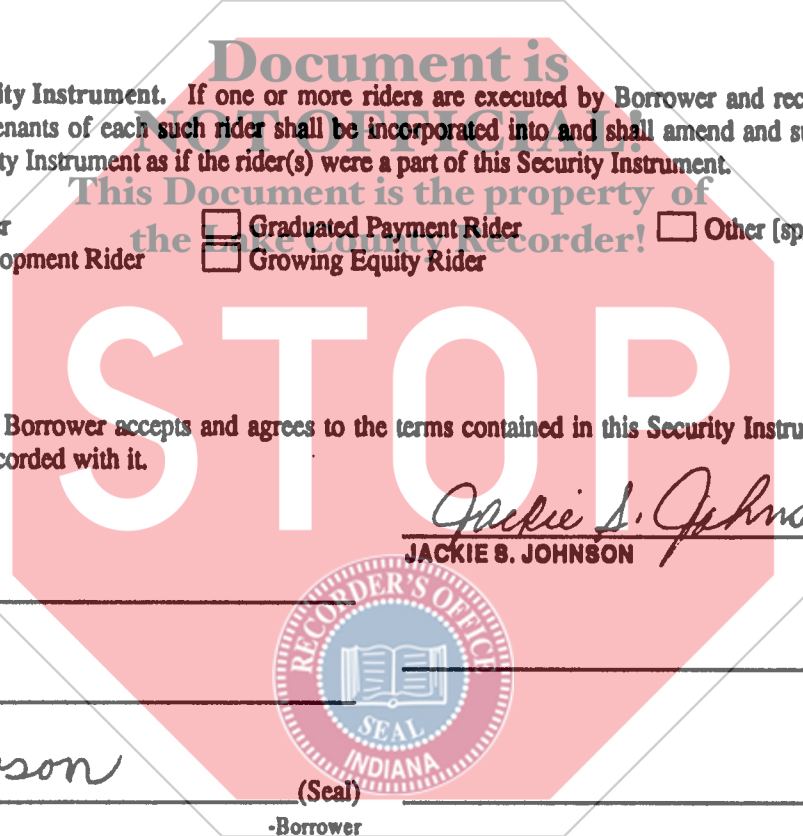 Document is
ity Instrument. If one or more riders are executed by Borrower and rec
NOT OFFICIAL!
enants of each such rider shall be incorporated into and shall amend and su
ty Instrument as if the rider(s) were a part of this Security Instrument.
This Document is the property of
r Graduated Payment Rider Other [sp
the Lake County Recorder!
opment Rider Growing Equity Rider
STOP
Borrower accepts and agrees to the terms contained in this Security Instru
corded with it.
Jackie S. Johns
JACKIE S. JOHNSON
RECORDER'S OFFICE
SEAL
INDIANA
son
(Seal)
-Borrower